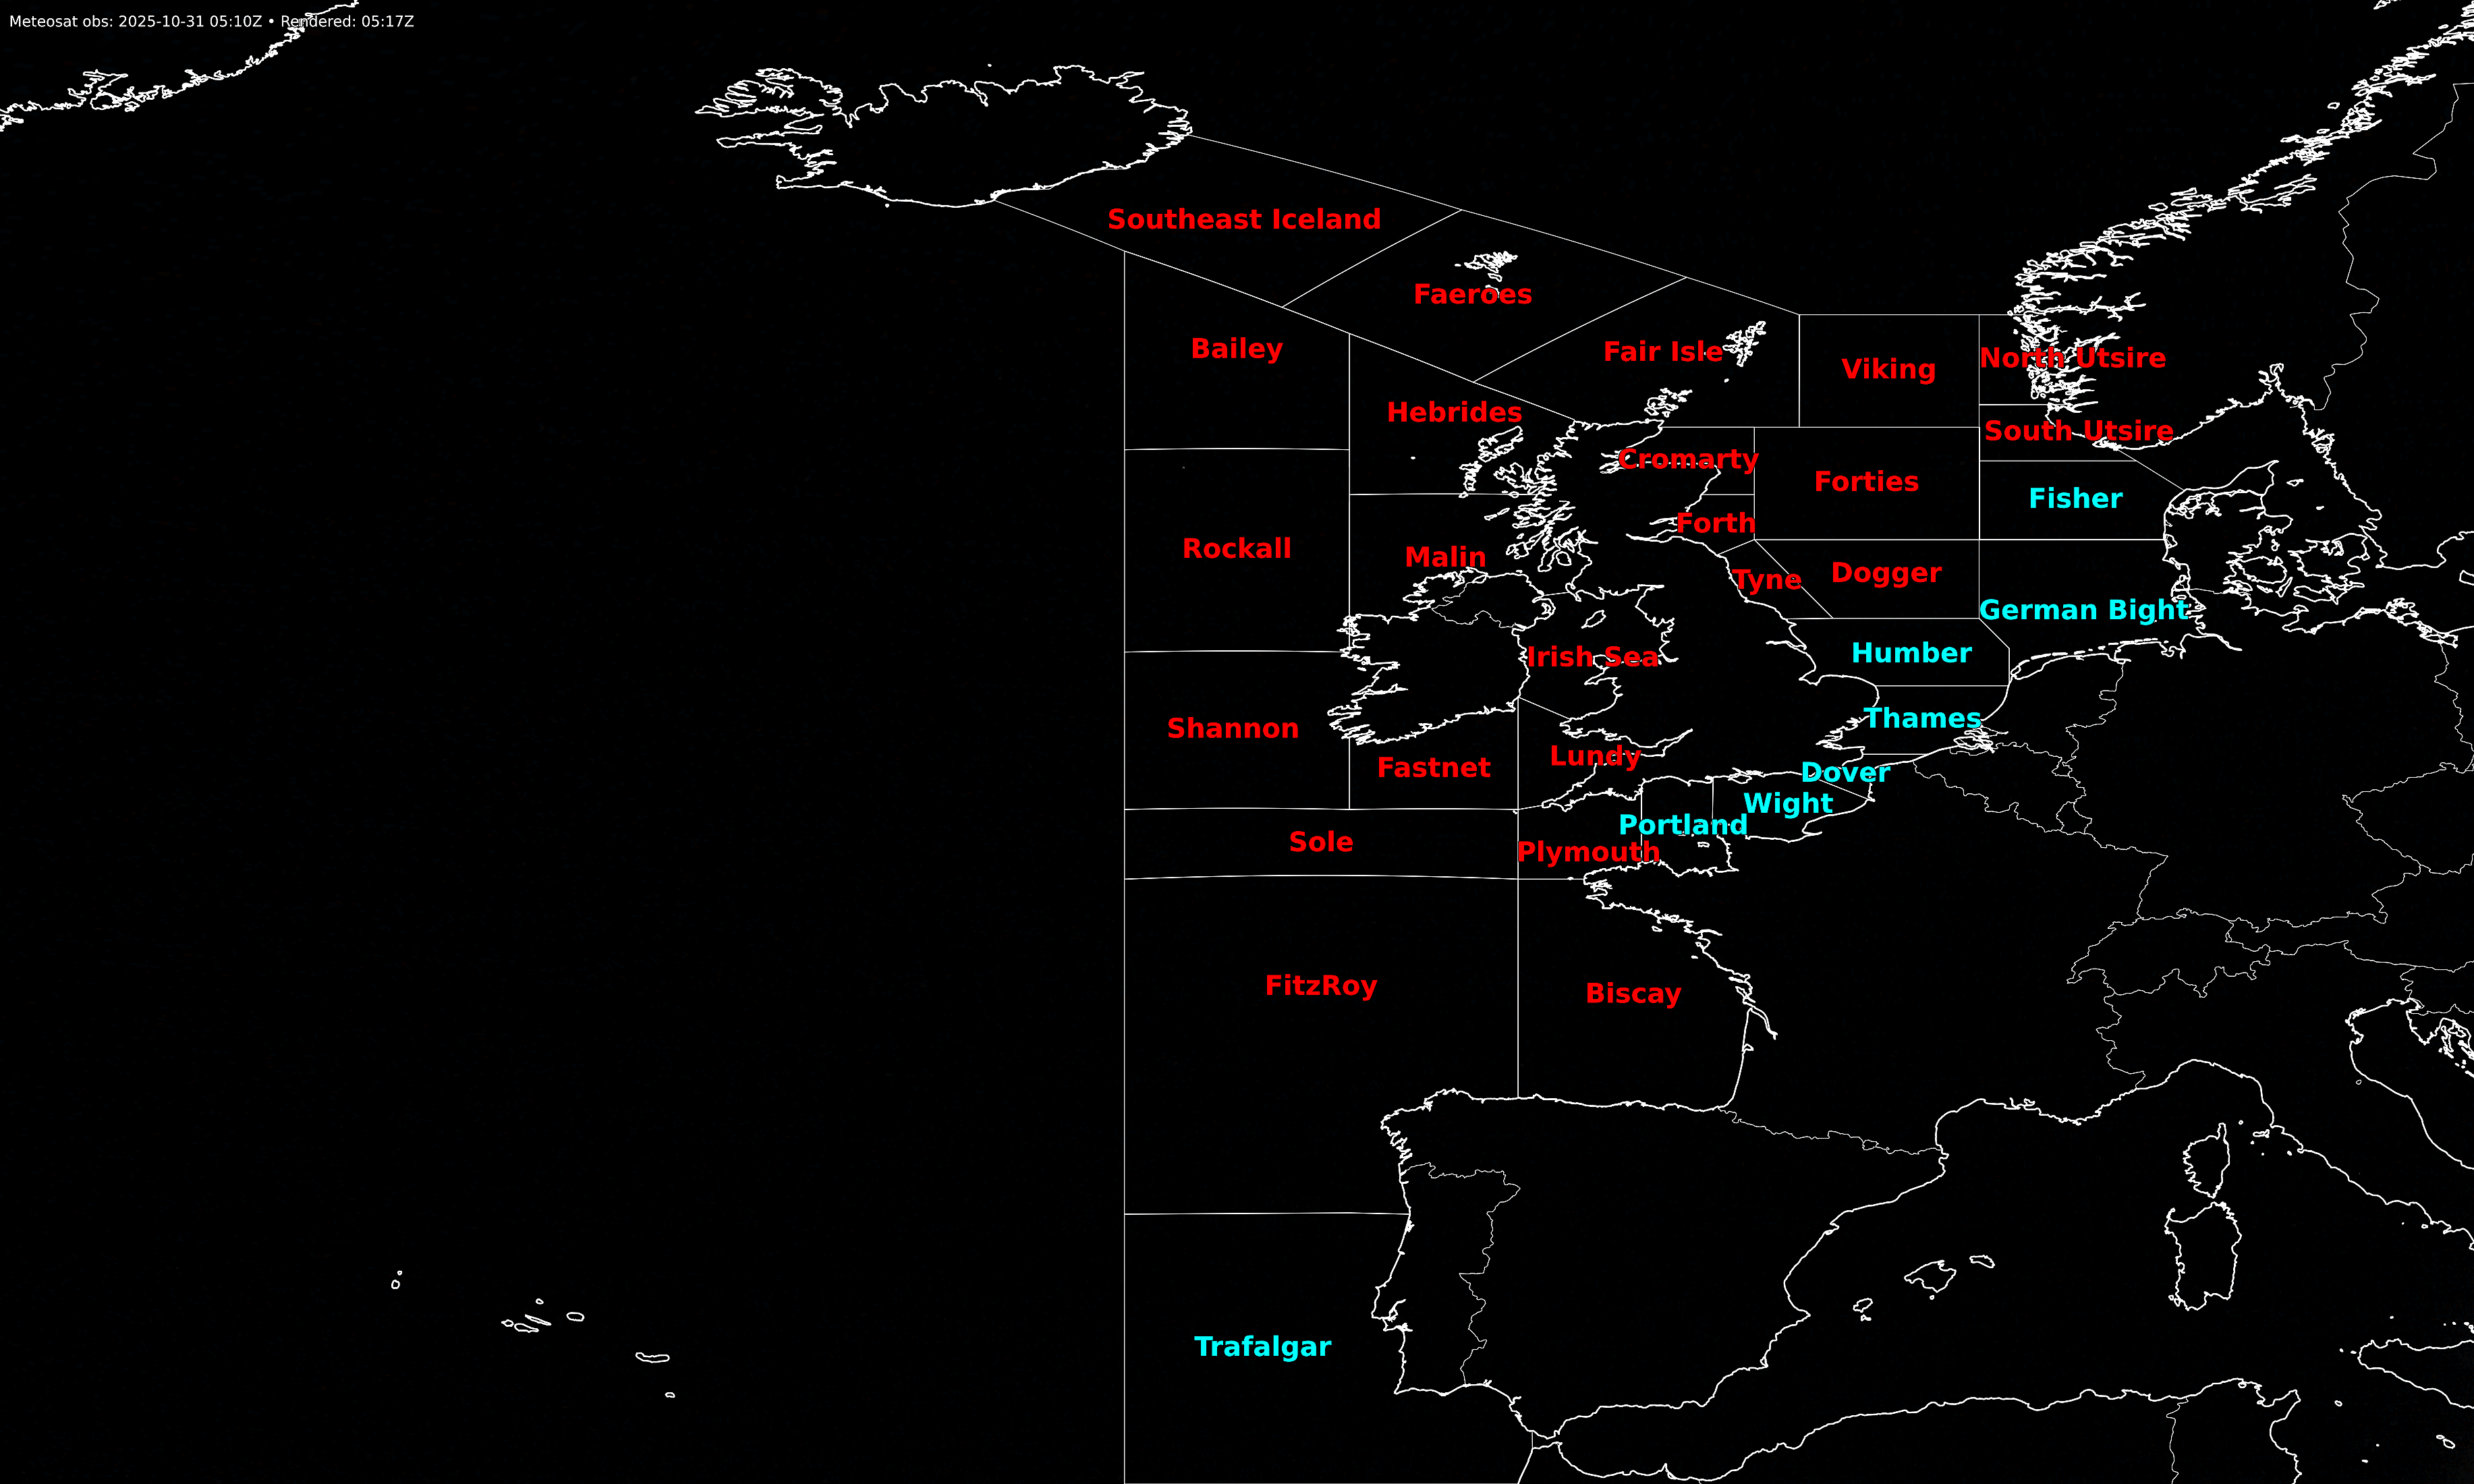 Meteosat obs: 2025-10-31 05:10Z • Rendered: 05:17Z
Southeast Iceland
Faeroes
Bailey
Fair Isle
Viking
North Utsire
Hebrides
South Utsire
Cromarty
Forties
Fisher
Forth
Rockall
Malin
Tyne
Dogger
German Bight
Humber
Irish Sea
Thames
Shannon
Lundy
Fastnet
Dover
Wight
Portland
Sole
Plymouth
FitzRoy
Biscay
Trafalgar